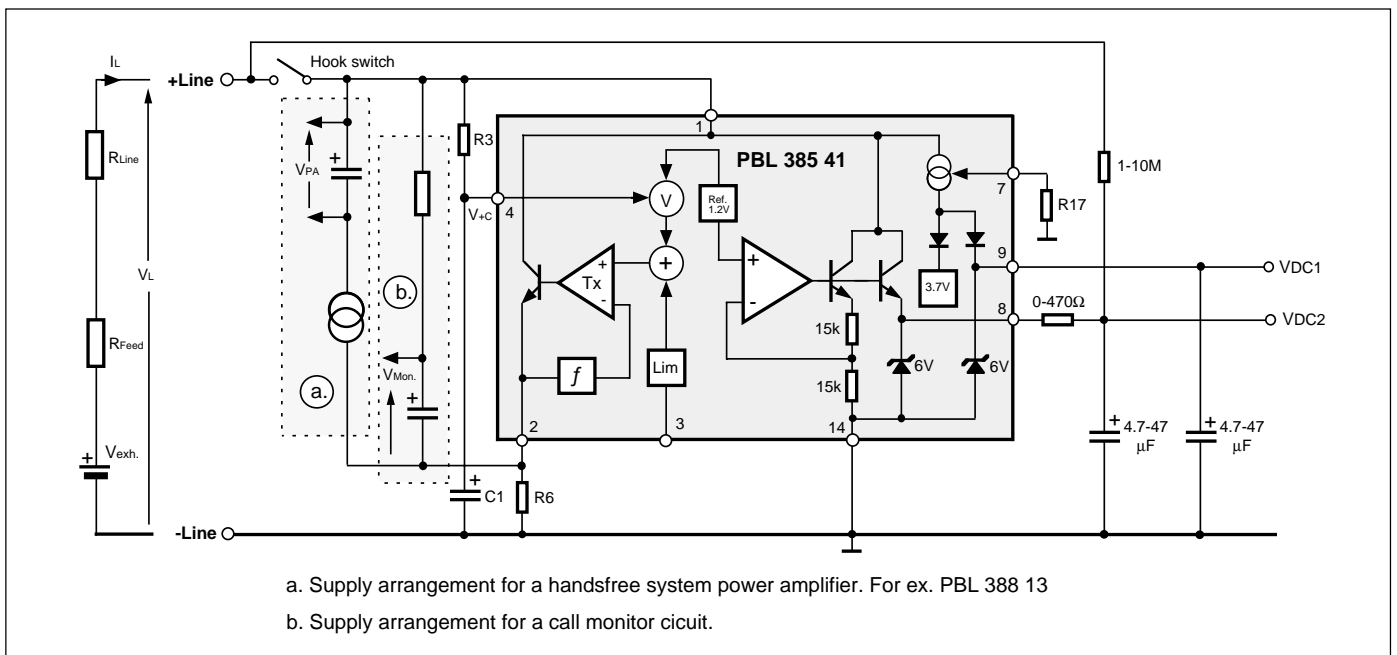 IL
+Line
Hook switch
1
R3
PBL 385 41
RLine
VPA
+
V+C
4
V
Ref.
1.2V
7
R17
1-10M
+
+
Tx
-
+
-
9
VDC1
3.7V
VL
b.
15k
8
0-470Ω
VDC2
RFeed
a.
VMon.
+
f
Lim
15k
6V
6V
2
3
14
+
Vexh.
+
C1
R6
+
4.7-47
µF
+
4.7-47
µF
-Line
a. Supply arrangement for a handsfree system power amplifier. For ex. PBL 388 13
b. Supply arrangement for a call monitor cicuit.